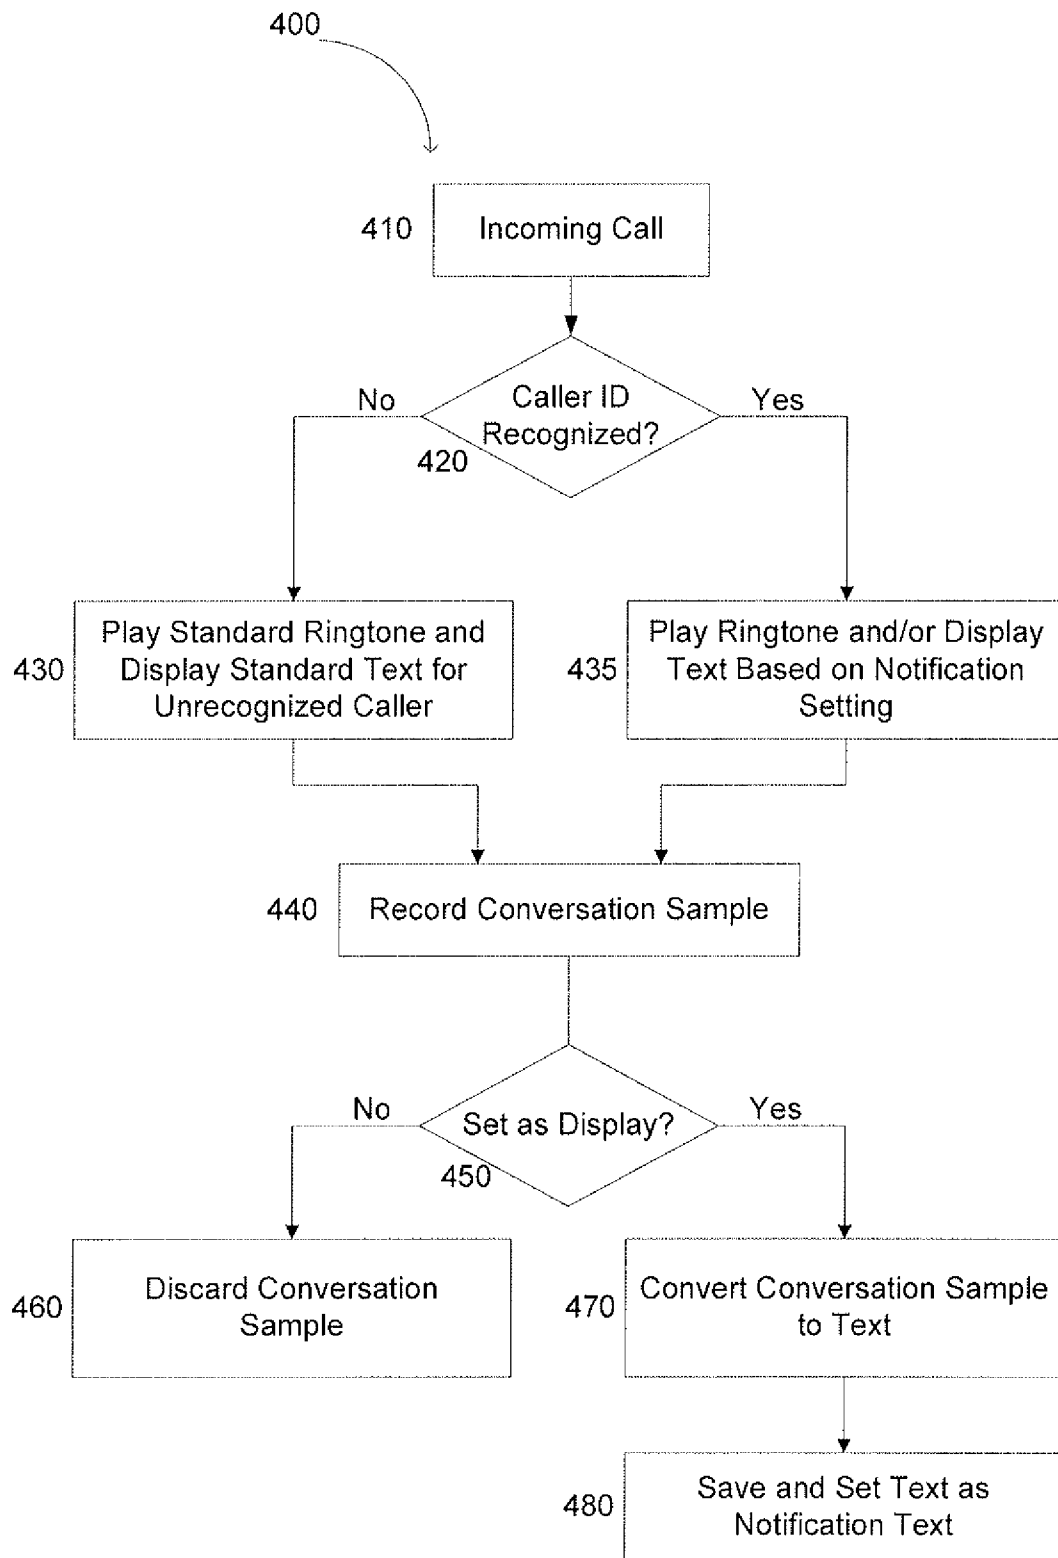 400
410
Incoming Call
No
Caller ID
Recognized?
Yes
420
430
Play Standard Ringtone and
Display Standard Text for
Unrecognized Caller
435
Play Ringtone and/or Display
Text Based on Notification
Setting
440
Record Conversation Sample
No
Set as Display?
Yes
450
460
Discard Conversation
Sample
470
Convert Conversation Sample
to Text
480
Save and Set Text as
Notification Text